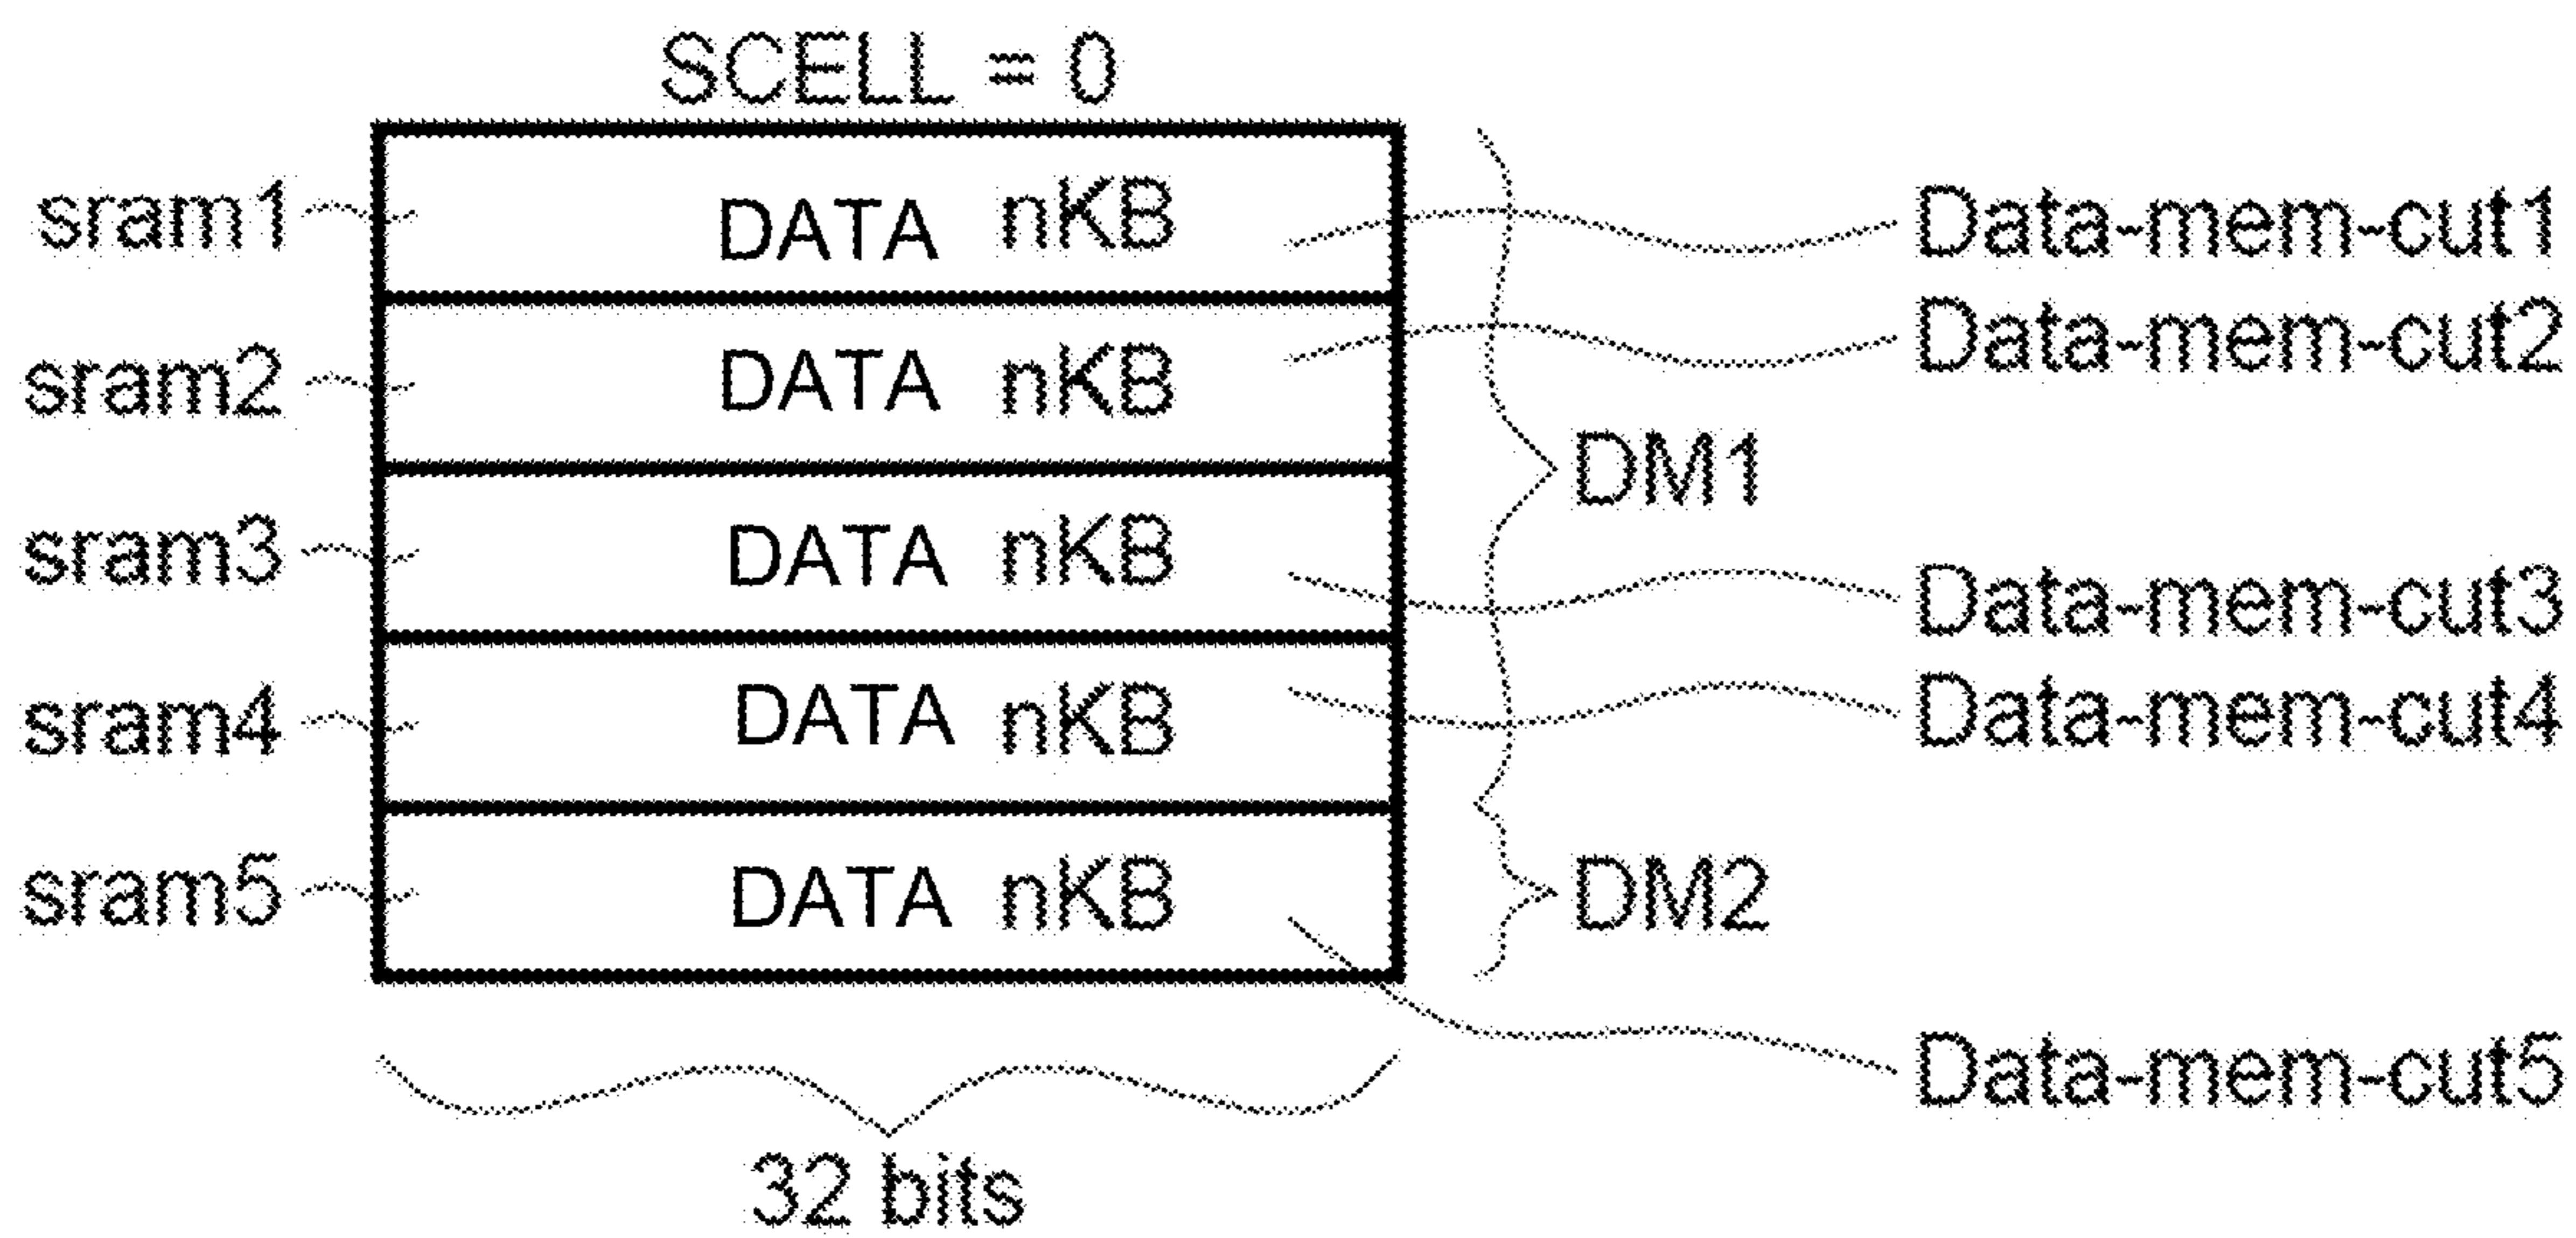 SCELL = 0
sram1 DATA nKB Data-mem-cut1
sram2 DATA nKB Data-mem-cut2
DM1
sram3 DATA nKB Data-mem-cut3
sram4 DATA nKB Data-mem-cut4
sram5 DATA nKB DM2
Data-mem-cut5
32 bits